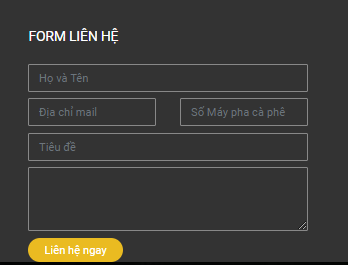 FORM LIÊN HỆ
Họ và Tên
Địa chỉ mail
Số Máy pha cà phê
Tiêu đề
Liên hệ ngay